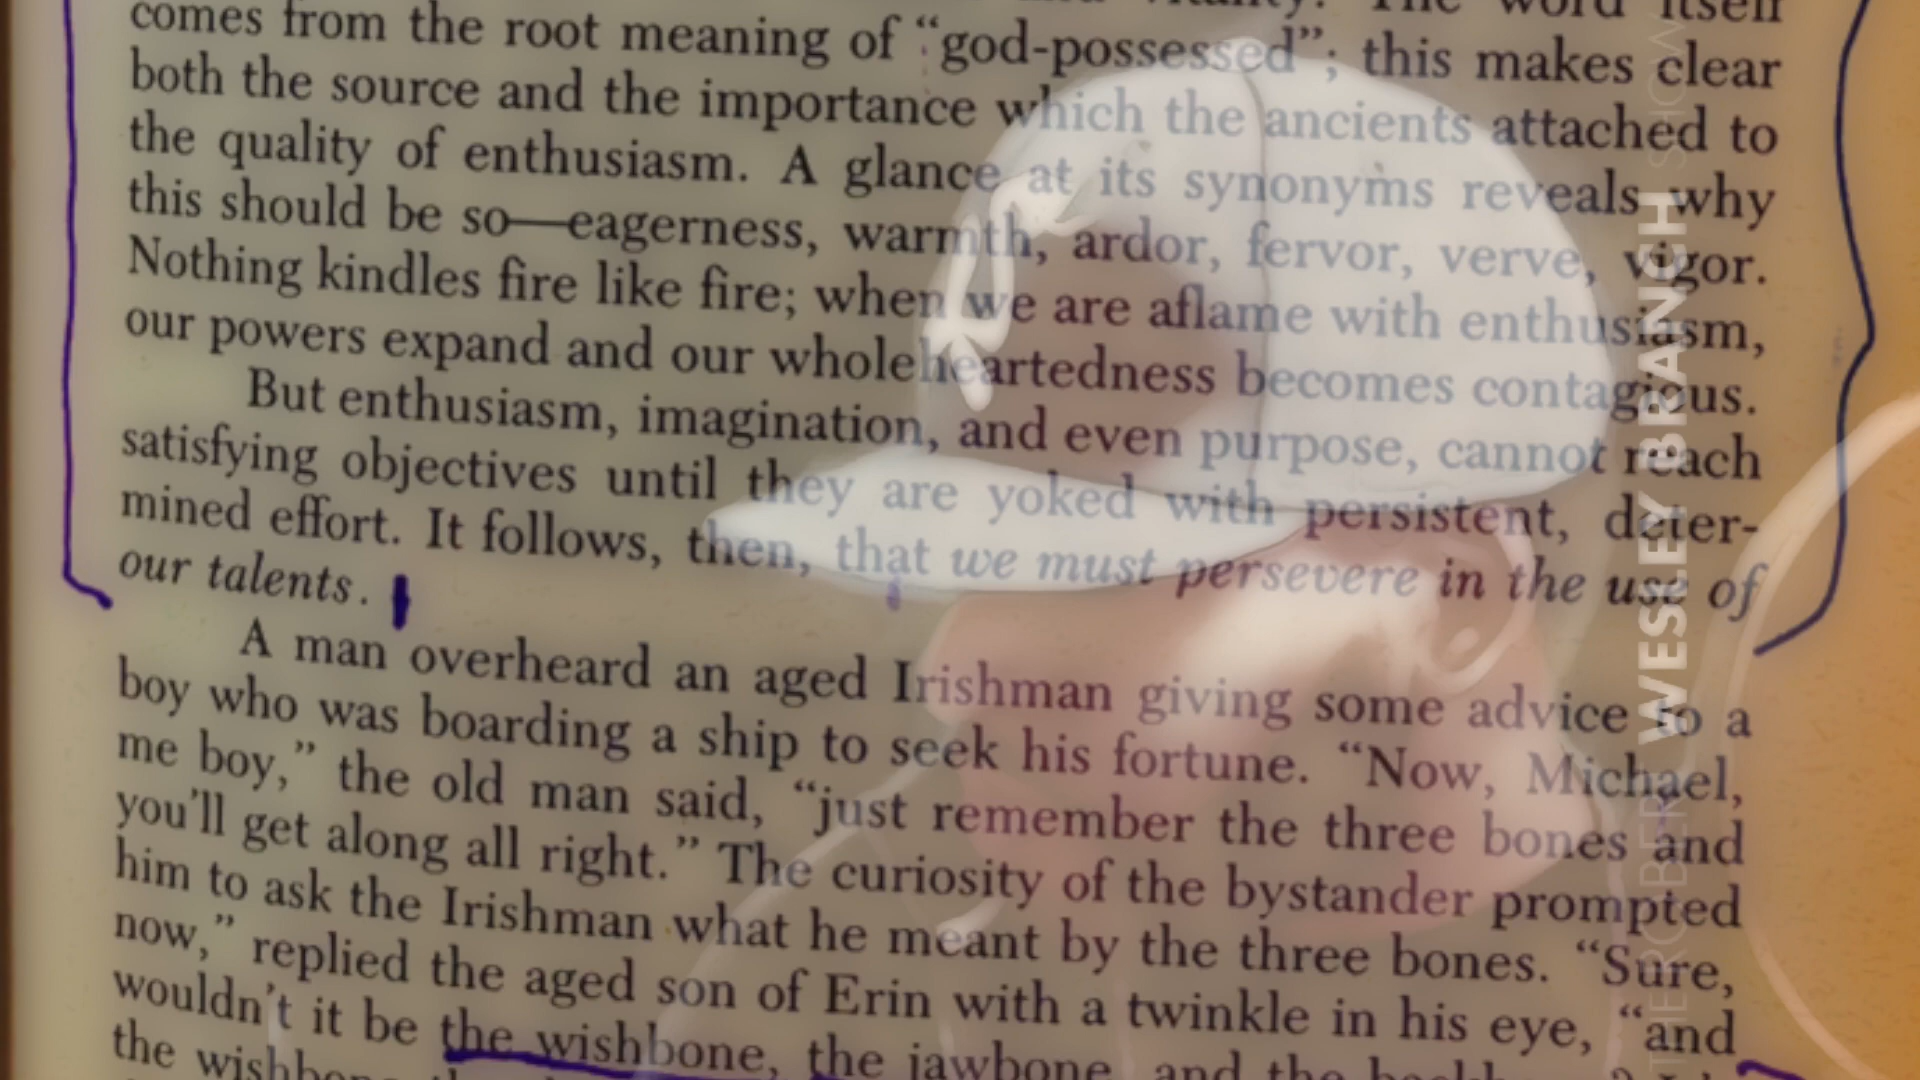 vitality. The word itself
comes from the root meaning of “god-possessed”; this makes clear
both the source and the importance which the ancients attached to
the quality of enthusiasm. A glance at its synonyms reveals why
this should be so—eagerness, warmth, ardor, fervor, verve, vigor.
Nothing kindles fire like fire; when we are aflame with enthusiasm,
our powers expand and our wholeheartedness becomes contagious.
But enthusiasm, imagination, and even purpose, cannot reach
satisfying objectives until they are yoked with persistent, deter-
mined effort. It follows, then, that we must persevere in the use of
our talents.
A man overheard an aged Irishman giving some advice to a
boy who was boarding a ship to seek his fortune. “Now, Michael,
me boy,” the old man said, “just remember the three bones and
you’ll get along all right.” The curiosity of the bystander prompted
him to ask the Irishman what he meant by the three bones. “Sure,
now,” replied the aged son of Erin with a twinkle in his eye, “and
wouldn’t it be the wishbone, the jawbone, and the
the
WESLEY BRANCH SHOW